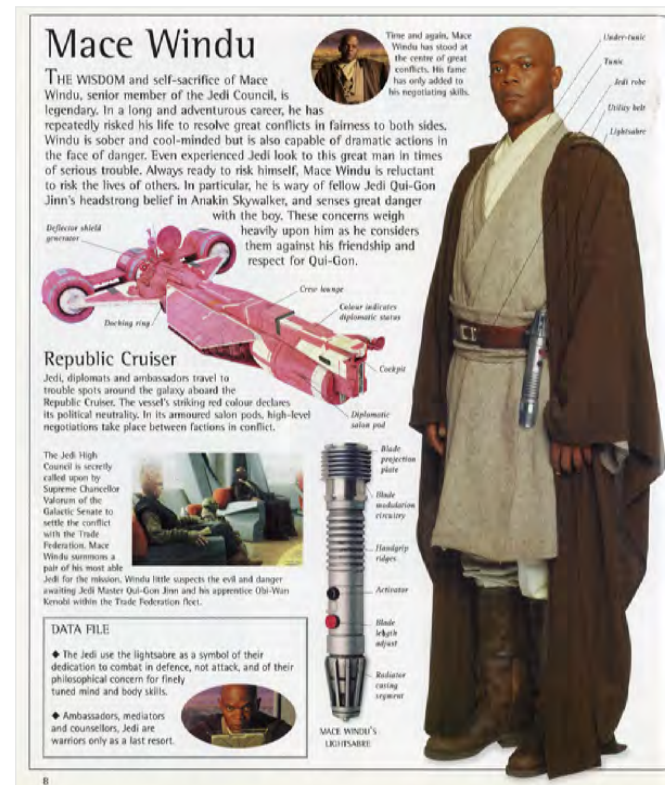 Mace Windu
THE WISDOM and self-sacrifice of Mace
Windu, senior member of the Jedi Council, is
legendary. In a long and adventurous career, he has
repeatedly risked his life to resolve great conflicts in fairness to both sides.
Windu is sober and cool-minded but is also capable of dramatic actions in
the face of danger. Even experienced Jedi look to this great man in times
of serious trouble. Always ready to risk himself, Mace Windu is reluctant
to risk the lives of others. In particular, he is wary of fellow Jedi Qui-Gon
Jinn's headstrong belief in Anakin Skywalker, and senses great danger
with the boy. These concerns weigh
heavily upon him as he considers
them against his friendship and
respect for Qui-Gon.
Time and again, Mace
Windu has stood at
the centre of great
conflicts. His fame
has only added to
his negotiating skills.
Under-tunic
Tunic
Jedi robe
Utility belt
Lightsabre
Deflector shield
generator
Docking ring
Crew lounge
Colour indicates
diplomatic status
Cockpit
Diplomatic
salon pod
Republic Cruiser
Jedi, diplomats and ambassadors travel to
trouble spots around the galaxy aboard the
Republic Cruiser. The vessel's striking red colour declares
its political neutrality. In its armoured salon pods, high-level
negotiations take place between factions in conflict.
The Jedi High
Council is secretly
called upon by
Supreme Chancellor
Valorum of the
Galactic Senate to
settle the conflict
with the Trade
Federation. Mace
Windu summons a
pair of his most able
Jedi for the mission. Windu little suspects the evil and danger
awaiting Jedi Master Qui-Gon Jinn and his apprentice Obi-Wan
Kenobi within the Trade Federation fleet.
Blade
projection
plate
Blade
modulation
circuitry
Handgrip
ridges
Activator
Blade
length
adjust
Radiator
casing
segment
MACE WINDU'S
LIGHTSABRE
DATA FILE
◆ The Jedi use the lightsabre as a symbol of their
dedication to combat in defence, not attack, and of their
philosophical concern for finely
tuned mind and body skills.
◆ Ambassadors, mediators
and counsellors, Jedi are
warriors only as a last resort.
8